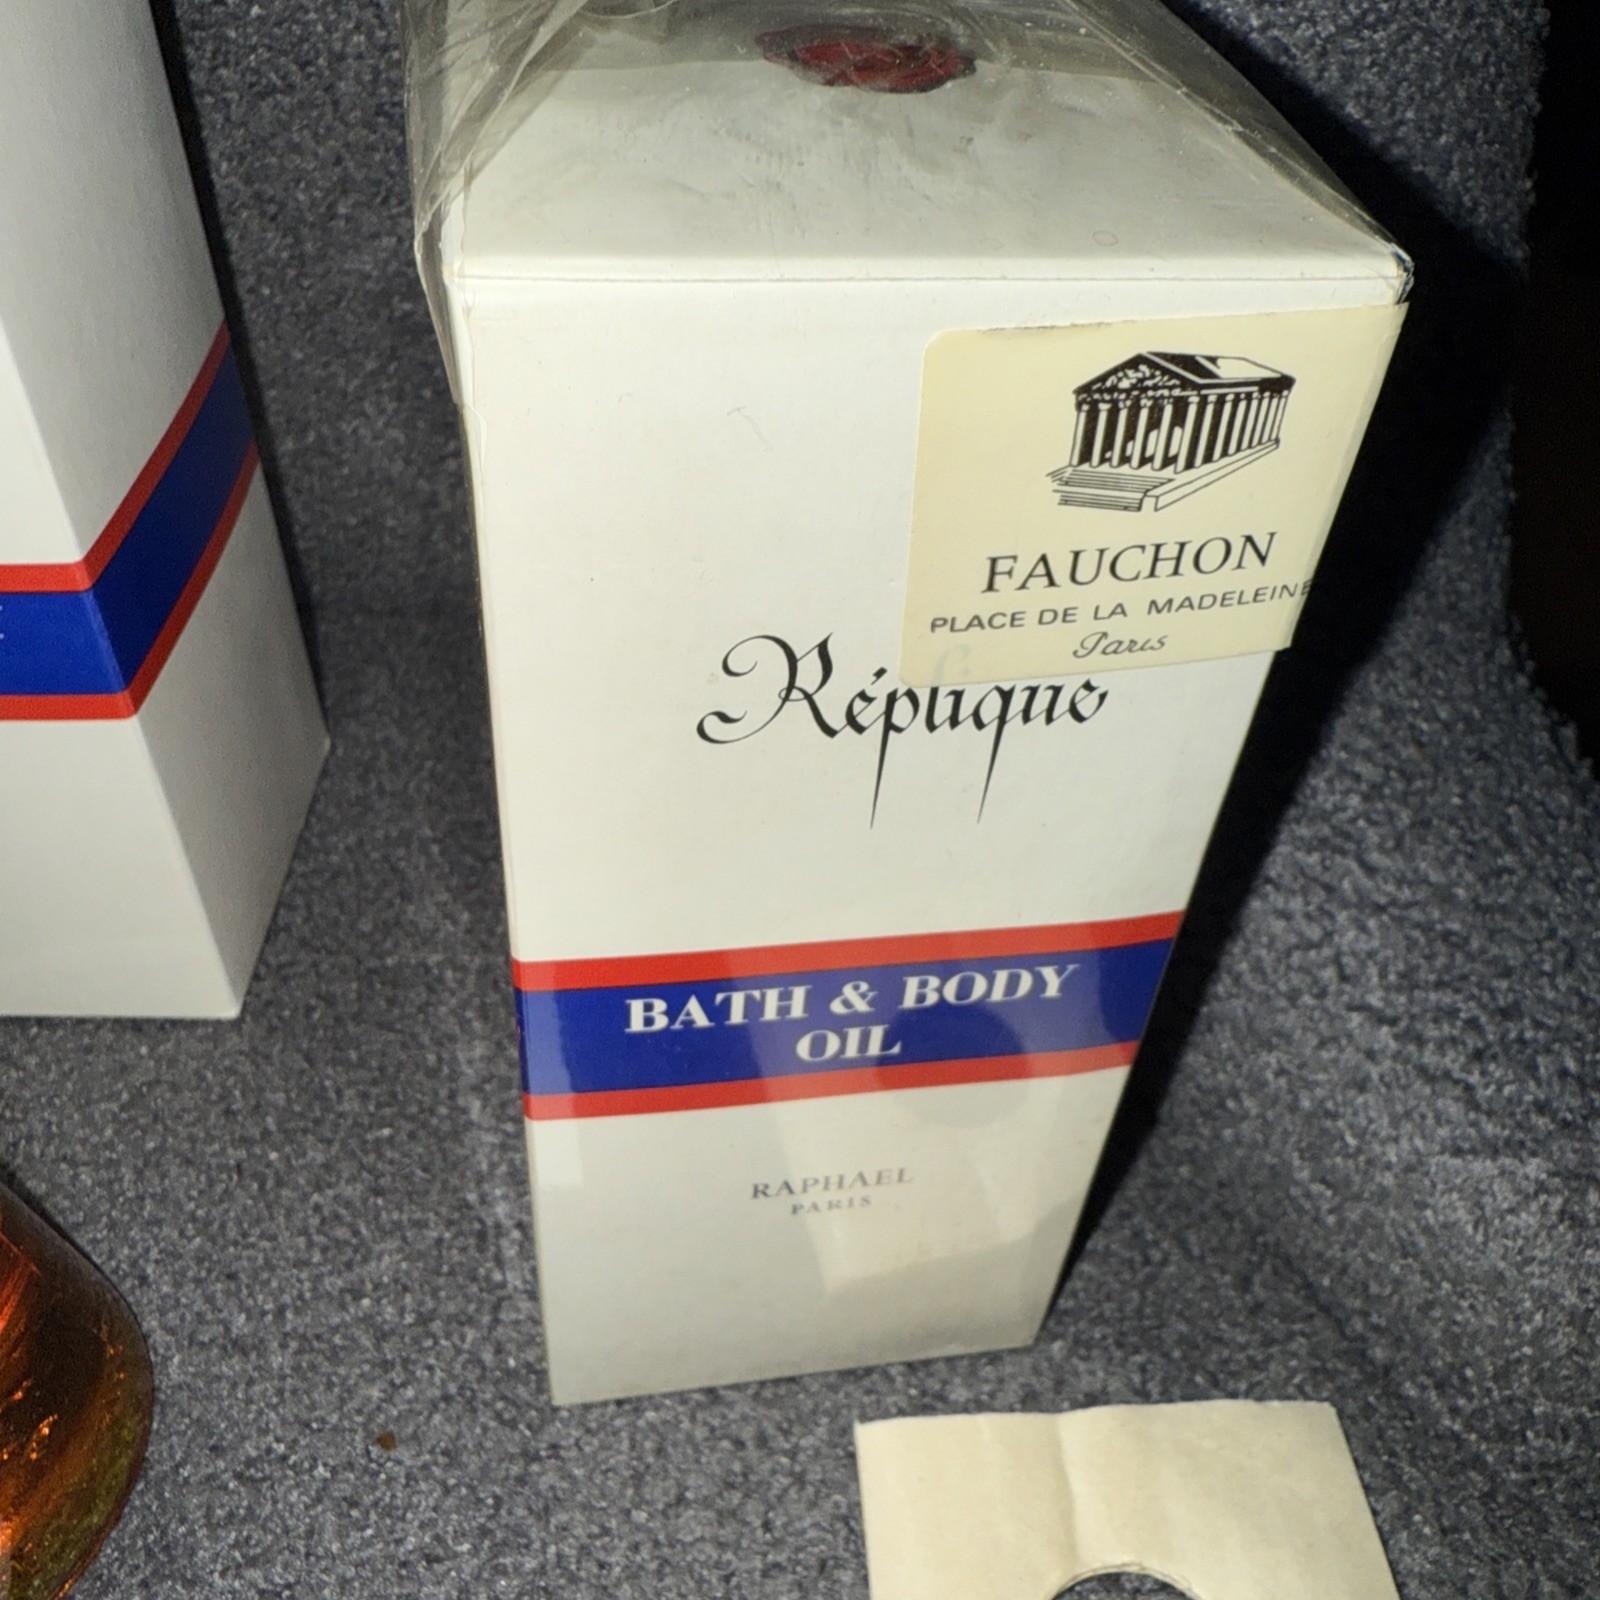 FAUCHON
PLACE DE LA MADELEINE
Paris
Réplique
BATH & BODY
OIL
RAPHAEL
PARIS